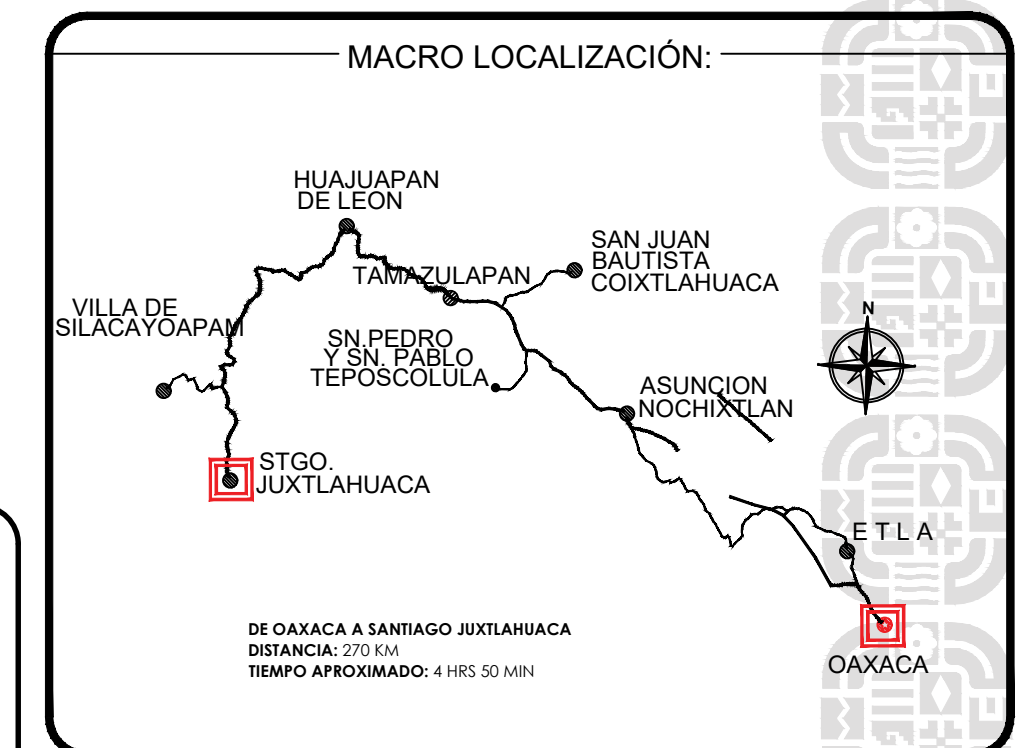 MACRO LOCALIZACIÓN:
HUAJUAPAN
DE LEON
SAN JUAN
BAUTISTA
COIXTLAHUACA
TAMAZULAPAN
VILLA DE
SILACAYOAPAM
SN.PEDRO
Y SN. PABLO
TEPOSCOLULA
N
ASUNCION
NOCHIXTLAN
STGO.
JUXTLAHUACA
E T L A
OAXACA
DE OAXACA A SANTIAGO JUXTLAHUACA
DISTANCIA: 270 KM
TIEMPO APROXIMADO: 4 HRS 50 MIN